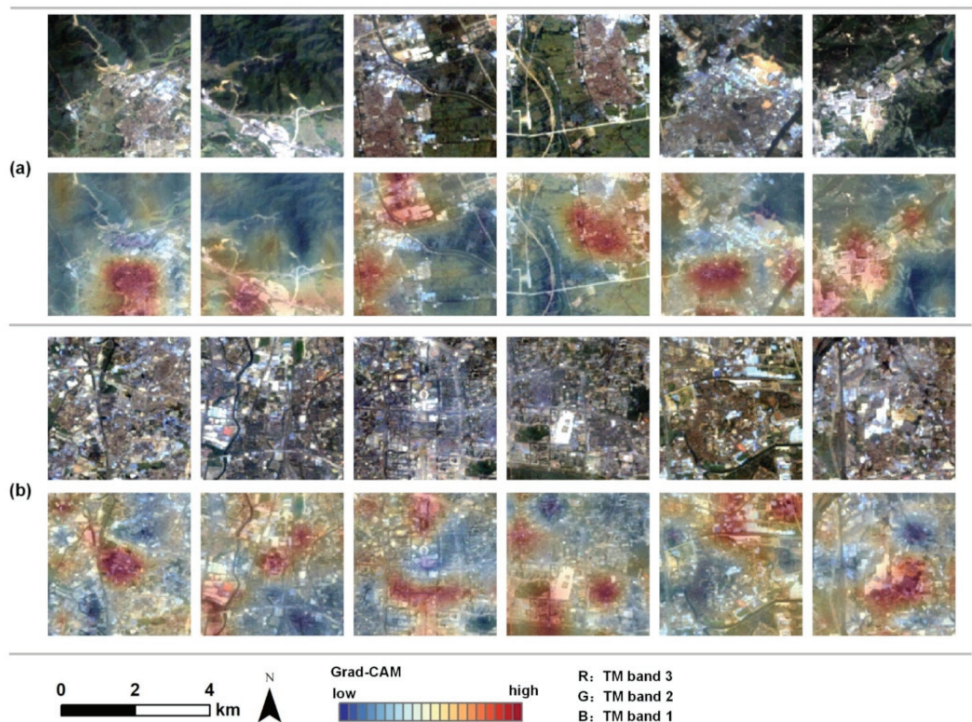 (a)
(b)
Grad-CAM
low high
0 2 4
km
N
R: TM band 3
G: TM band 2
B: TM band 1